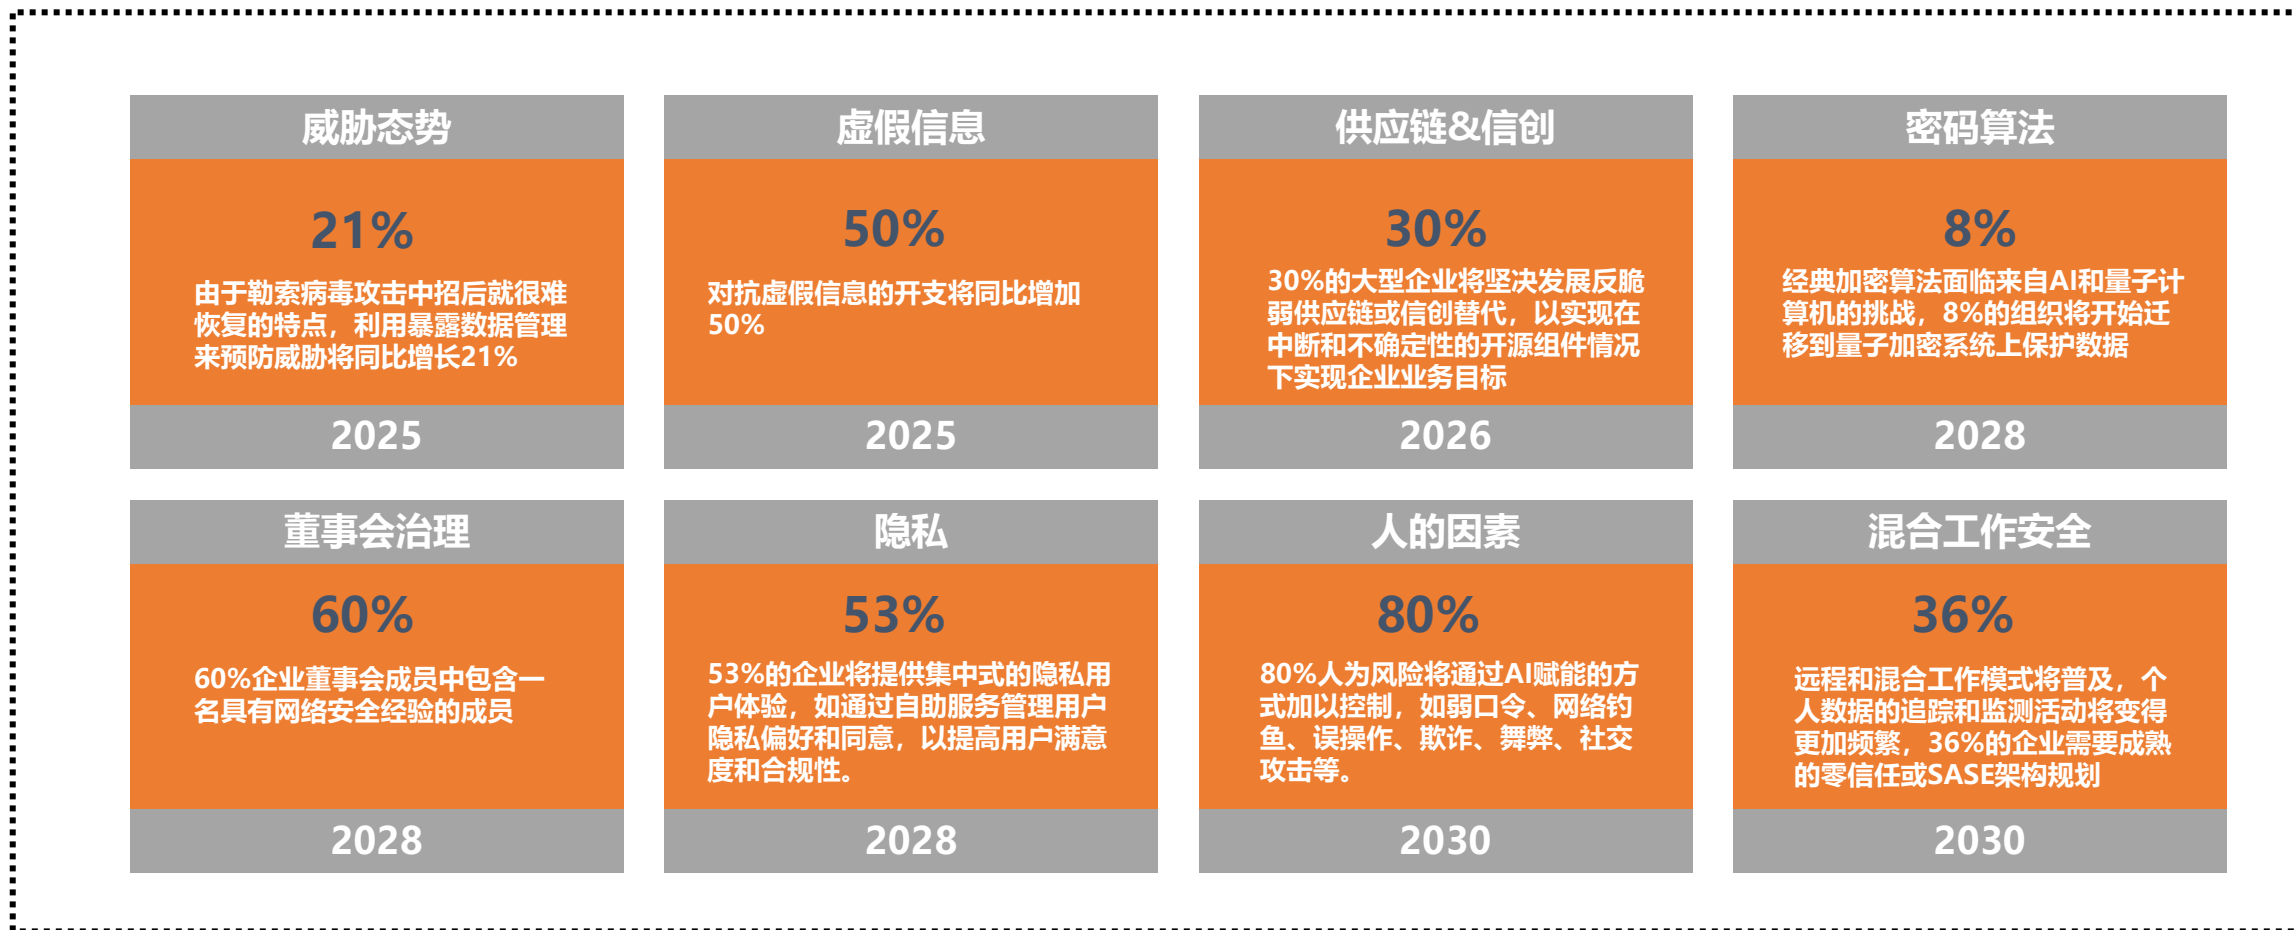 威胁态势
21%
由于勒索病毒攻击中招后就很难
恢复的特点，利用暴露数据管理
来预防威胁将同比增长21%
2025
虚假信息
50%
对抗虚假信息的开支将同比增加
50%
2025
供应链&信创
30%
30%的大型企业将坚决发展反脆
弱供应链或信创替代，以实现在
中断和不确定性的开源组件情况
下实现企业业务目标
2026
密码算法
8%
经典加密算法面临来自AI和量子计
算机的挑战，8%的组织将开始迁
移到量子加密系统上保护数据
2028
董事会治理
60%
60%企业董事会成员中包含一
名具有网络安全经验的成员
2028
隐私
53%
53%的企业将提供集中式的隐私用
户体验，如通过自助服务管理用户
隐私偏好和同意，以提高用户满意
度和合规性。
2028
人的因素
80%
80%人为风险将通过AI赋能的方
式加以控制，如弱口令、网络钓
鱼、误操作、欺诈、舞弊、社交
攻击等。
2030
混合工作安全
36%
远程和混合工作模式将普及，个
人数据的追踪和监测活动将变得
更加频繁，36%的企业需要成熟
的零信任或SASE架构规划
2030